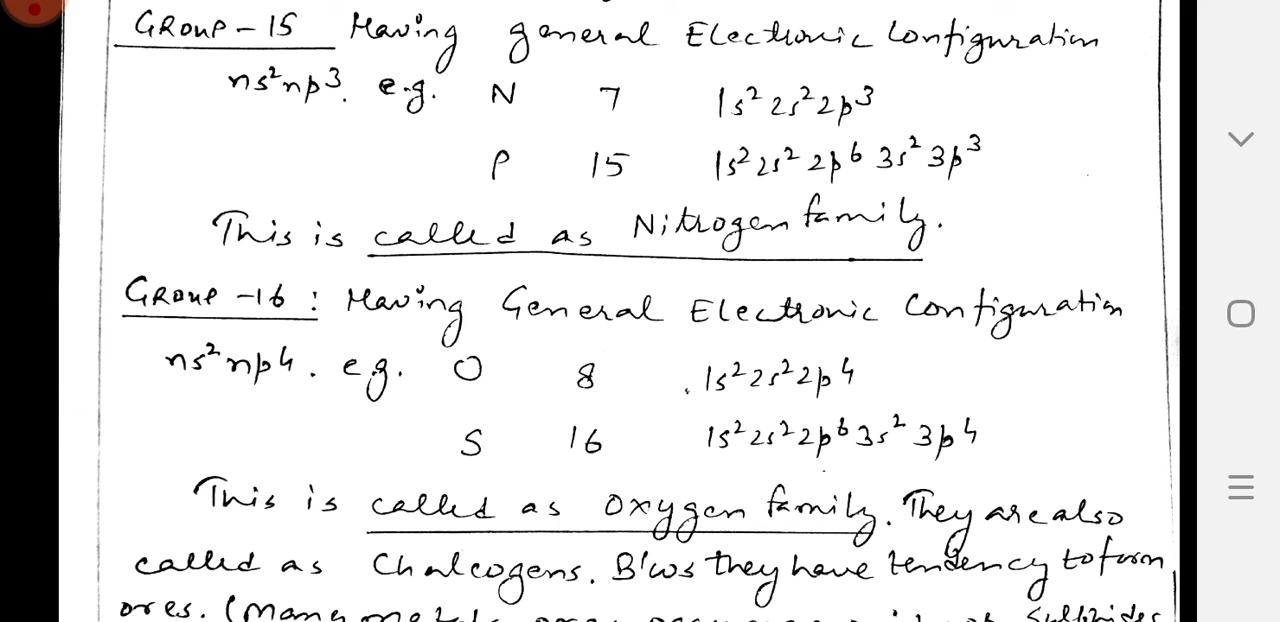 GROUP-15 Having general Electronic Configuration
ns²np³. e.g. N 7 1s² 2s² 2p³
P 15 1s² 2s² 2p⁶ 3s² 3p³
This is called as Nitrogen family.
GROUP-16: Having General Electronic Configuration
ns²np⁴. e.g. O 8 1s² 2s² 2p⁴
S 16 1s² 2s² 2p⁶ 3s² 3p⁴
This is called as Oxygen family. They are also
called as Chalcogens. B'cos they have tendency to form
ores. (Many metal